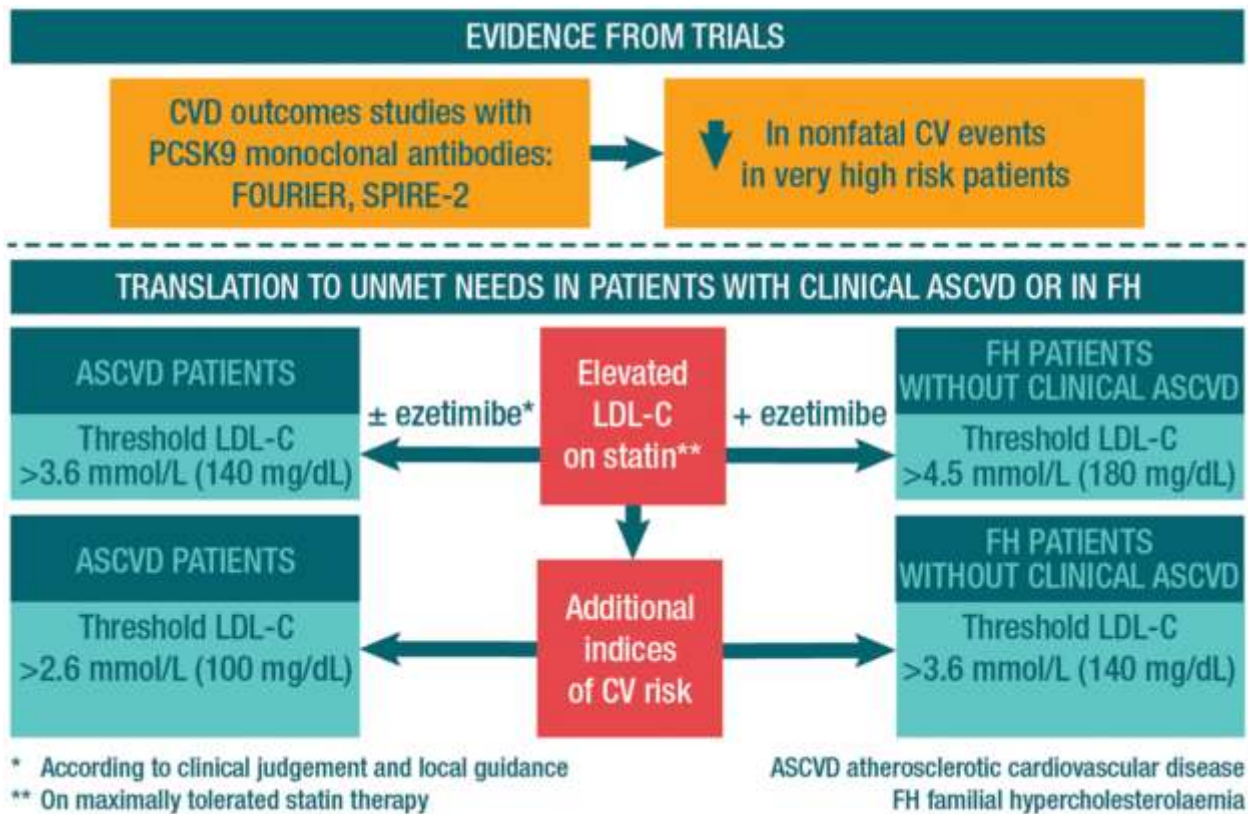 EVIDENCE FROM TRIALS
CVD outcomes studies with
PCSK9 monoclonal antibodies:
FOURIER, SPIRE-2
In nonfatal CV events
in very high risk patients
TRANSLATION TO UNMET NEEDS IN PATIENTS WITH CLINICAL ASCVD OR IN FH
ASCVD PATIENTS
Threshold LDL-C
>3.6 mmol/L (140 mg/dL)
± ezetimibe*
Elevated
LDL-C
on statin**
+ ezetimibe
FH PATIENTS
WITHOUT CLINICAL ASCVD
Threshold LDL-C
>4.5 mmol/L (180 mg/dL)
ASCVD PATIENTS
Threshold LDL-C
>2.6 mmol/L (100 mg/dL)
Additional
indices
of CV risk
FH PATIENTS
WITHOUT CLINICAL ASCVD
Threshold LDL-C
>3.6 mmol/L (140 mg/dL)
* According to clinical judgement and local guidance
** On maximally tolerated statin therapy
ASCVD atherosclerotic cardiovascular disease
FH familial hypercholesterolaemia